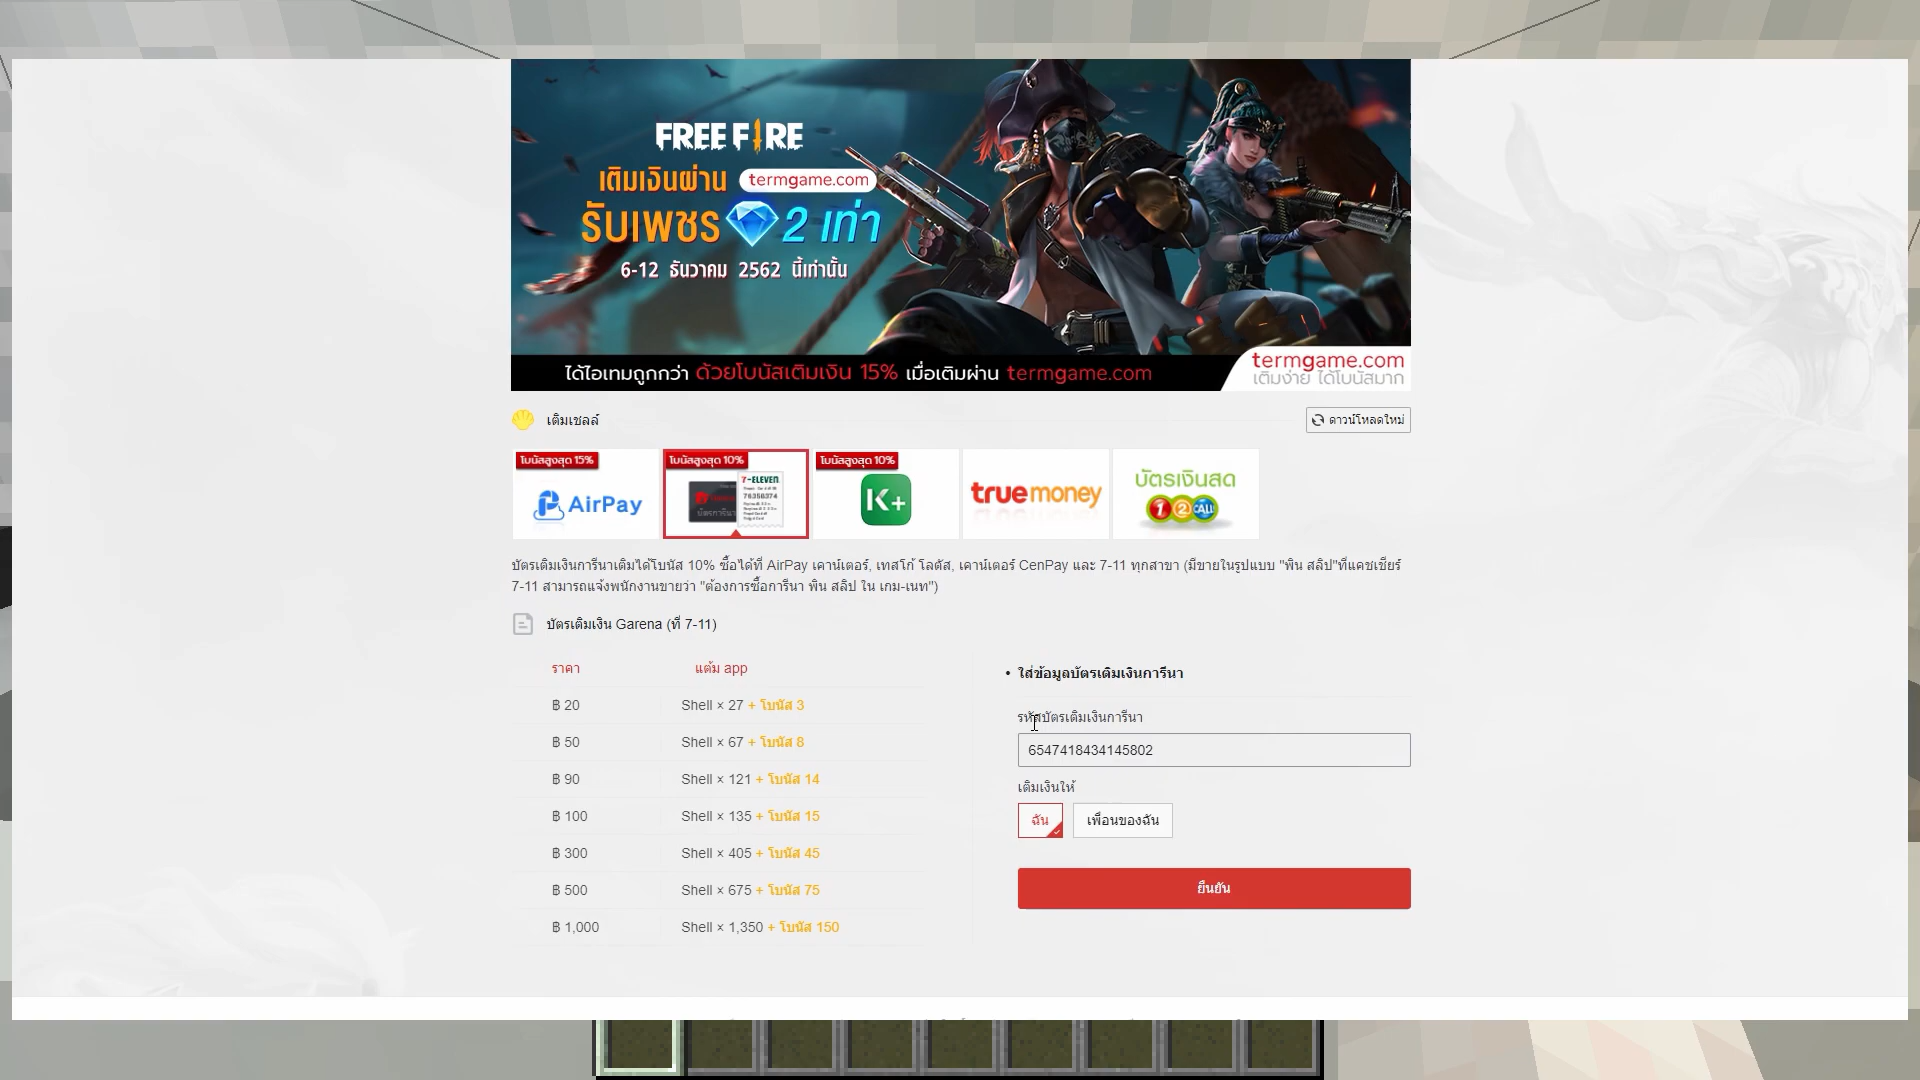 FREE FIRE
เติมเงินผ่าน termgame.com
รับเพชร 2 เท่า
6-12 ธันวาคม 2562 นี้เท่านั้น
ได้ไอเทมถูกกว่า ด้วยโบนัสเติมเงิน 15% เมื่อเติมผ่าน termgame.com
termgame.com
เติมง่าย ได้โบนัสมาก
เติมเชลล์
ดาวน์โหลดใหม่
โบนัสสูงสุด 15%
AirPay
โบนัสสูงสุด 10%
7-ELEVEN
โบนัสสูงสุด 10%
K+
truemoney
บัตรเงินสด
1 2 CALL
บัตรเติมเงินการีนาเติมได้โบนัส 10% ซื้อได้ที่ AirPay เคาน์เตอร์, เทสโก้ โลตัส, เคาน์เตอร์ CenPay และ 7-11 ทุกสาขา (มีขายในรูปแบบ "พิน สลิป"ที่แคชเชียร์
7-11 สามารถแจ้งพนักงานขายว่า "ต้องการซื้อการีนา พิน สลิป ใน เกม-เนท")
บัตรเติมเงิน Garena (ที่ 7-11)
ราคา แต้ม app
฿ 20 Shell × 27 + โบนัส 3
฿ 50 Shell × 67 + โบนัส 8
฿ 90 Shell × 121 + โบนัส 14
฿ 100 Shell × 135 + โบนัส 15
฿ 300 Shell × 405 + โบนัส 45
฿ 500 Shell × 675 + โบนัส 75
฿ 1,000 Shell × 1,350 + โบนัส 150
• ใส่ข้อมูลบัตรเติมเงินการีนา
รหัสบัตรเติมเงินการีนา
6547418434145802
เติมเงินให้
ฉัน เพื่อนของฉัน
ยืนยัน